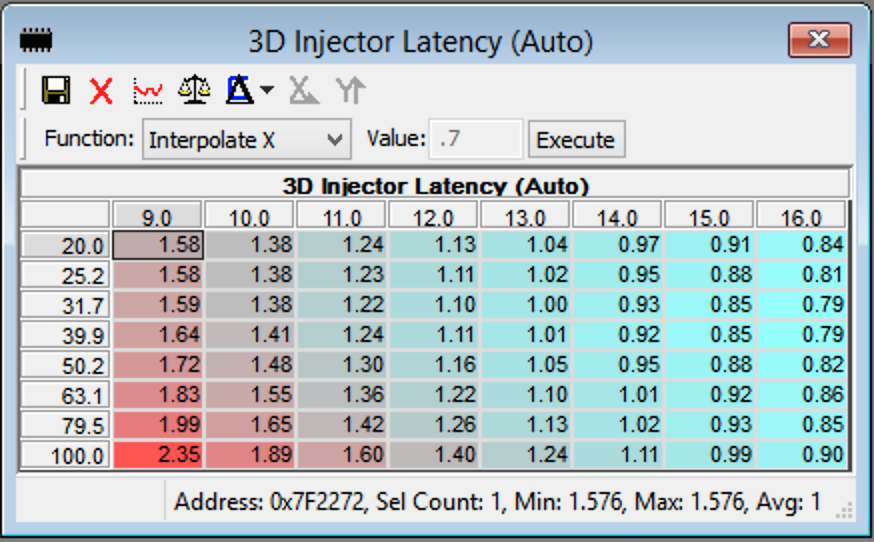 3D Injector Latency (Auto)
Function: Interpolate X Value: .7 Execute
3D Injector Latency (Auto)
9.0 10.0 11.0 12.0 13.0 14.0 15.0 16.0
20.0 1.58 1.38 1.24 1.13 1.04 0.97 0.91 0.84
25.2 1.58 1.38 1.23 1.11 1.02 0.95 0.88 0.81
31.7 1.59 1.38 1.22 1.10 1.00 0.93 0.85 0.79
39.9 1.64 1.41 1.24 1.11 1.01 0.92 0.85 0.79
50.2 1.72 1.48 1.30 1.16 1.05 0.95 0.88 0.82
63.1 1.83 1.55 1.36 1.22 1.10 1.01 0.92 0.86
79.5 1.99 1.65 1.42 1.26 1.13 1.02 0.93 0.85
100.0 2.35 1.89 1.60 1.40 1.24 1.11 0.99 0.90
Address: 0x7F2272, Sel Count: 1, Min: 1.576, Max: 1.576, Avg: 1